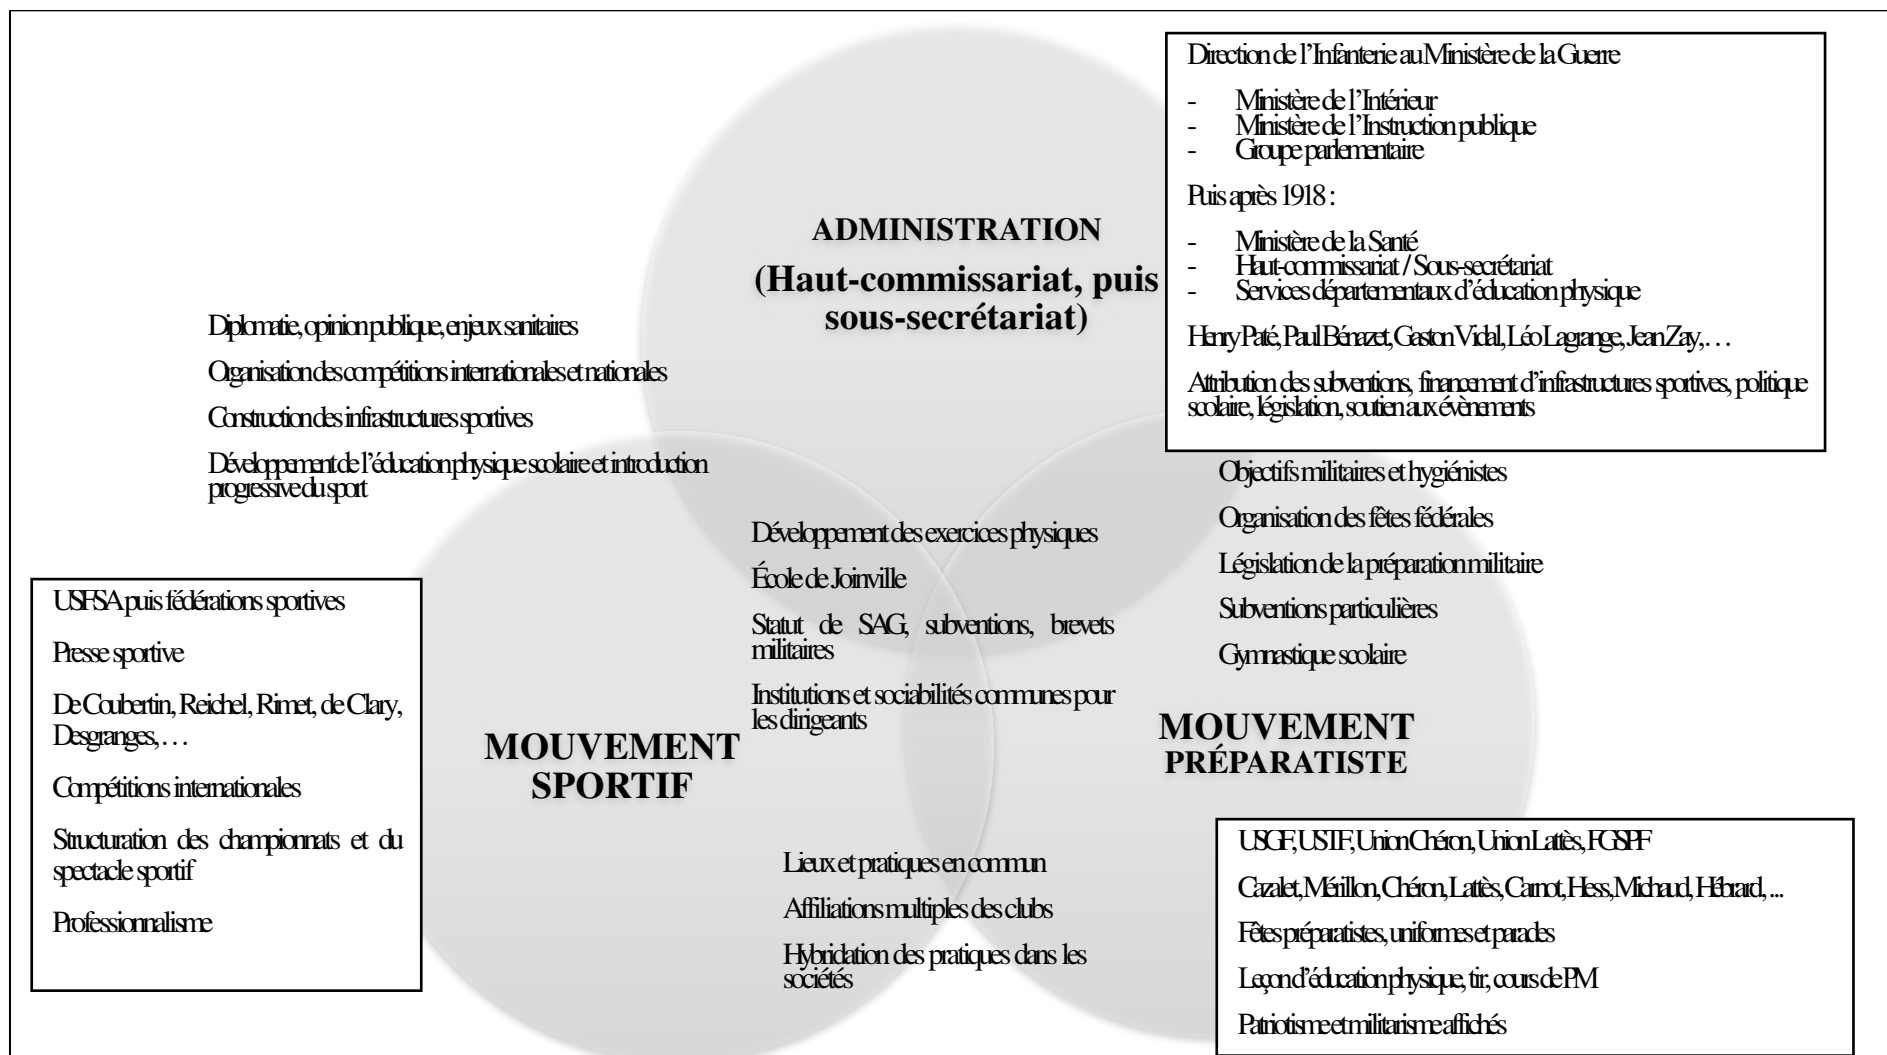 Direction de l’Infanterie au Ministère de la Guerre
- Ministère de l’Intérieur
- Ministère de l’Instruction publique
- Groupe parlementaire
Puis après 1918 :
- Ministère de la Santé
- Haut-commissariat / Sous-secrétariat
- Services départementaux d’éducation physique
Henry Paté, Paul Bénazet, Gaston Vidal, Léo Lagrange, Jean Zay,…
Attribution des subventions, financement d’infrastructures sportives, politique
scolaire, législation, soutien aux évènements
ADMINISTRATION
(Haut-commissariat, puis
sous-secrétariat)
Diplomatie, opinion publique, enjeux sanitaires
Organisation des compétitions internationales et nationales
Construction des infrastructures sportives
Développement de l’éducation physique scolaire et introduction
progressive du sport
Objectifs militaires et hygiénistes
Organisation des fêtes fédérales
Législation de la préparation militaire
Subventions particulières
Gymnastique scolaire
Développement des exercices physiques
École de Joinville
Statut de SAG, subventions, brevets
militaires
Institutions et sociabilités communes pour
les dirigeants
USFSA puis fédérations sportives
Presse sportive
De Coubertin, Reichel, Rimet, de Clary,
Desgranges,…
Compétitions internationales
Structuration des championnats et du
spectacle sportif
Professionnalisme
MOUVEMENT
SPORTIF
MOUVEMENT
PRÉPARATISTE
Lieux et pratiques en commun
Affiliations multiples des clubs
Hybridation des pratiques dans les
sociétés
USGF, USTF, Union Chéron, Union Lattès, FGSPF
Cazalet, Mérillon, Chéron, Lattès, Carnot, Hess, Michaud, Hébrard, ...
Fêtes préparatistes, uniformes et parades
Leçon d’éducation physique, tir, cours de PM
Patriotisme et militarisme affichés